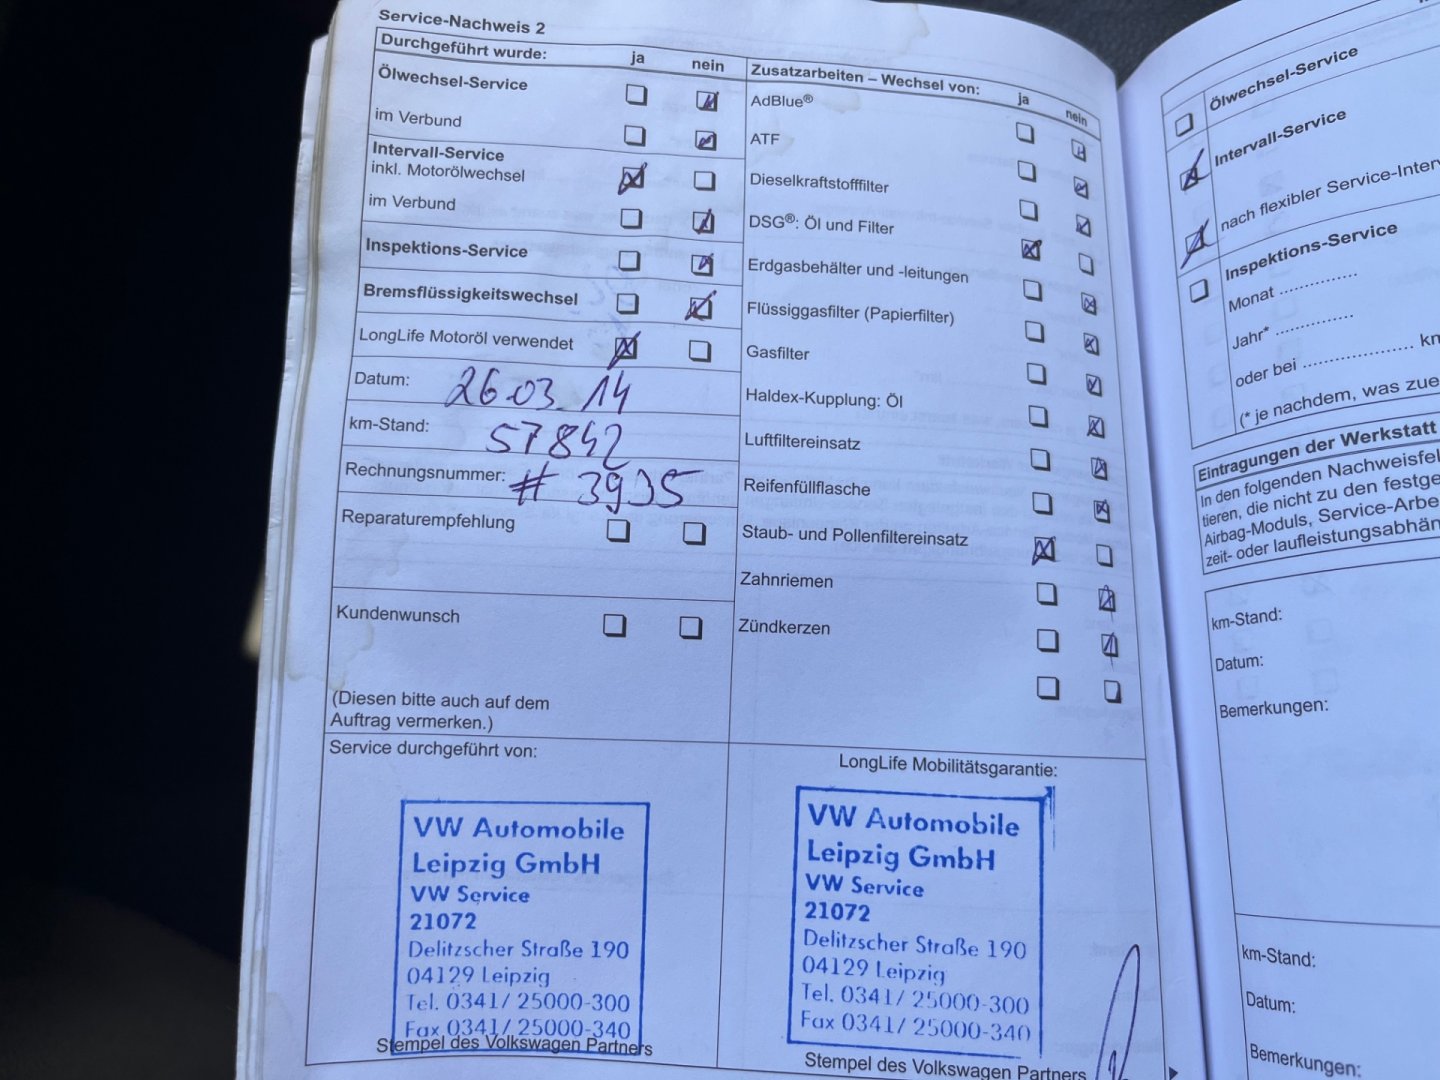 Service-Nachweis 2
Durchgeführt wurde: ja nein
Ölwechsel-Service
im Verbund
Intervall-Service
inkl. Motorölwechsel
im Verbund
Inspektions-Service
Bremsflüssigkeitswechsel
LongLife Motoröl verwendet
Datum: 26.03.14
km-Stand: 57842
Rechnungsnummer: # 3935
Reparaturempfehlung
Kundenwunsch
(Diesen bitte auch auf dem
Auftrag vermerken.)
Zusatzarbeiten – Wechsel von: ja nein
AdBlue®
ATF
Dieselkraftstofffilter
DSG®: Öl und Filter
Erdgasbehälter und -leitungen
Flüssiggasfilter (Papierfilter)
Gasfilter
Haldex-Kupplung: Öl
Luftfiltereinsatz
Reifenfüllflasche
Staub- und Pollenfiltereinsatz
Zahnriemen
Zündkerzen
Service durchgeführt von:
VW Automobile
Leipzig GmbH
VW Service
21072
Delitzscher Straße 190
04129 Leipzig
Tel. 0341/ 25000-300
Fax 0341/ 25000-340
Stempel des Volkswagen Partners
LongLife Mobilitätsgarantie:
VW Automobile
Leipzig GmbH
VW Service
21072
Delitzscher Straße 190
04129 Leipzig
Tel. 0341/ 25000-300
Fax 0341/ 25000-340
Stempel des Volkswagen Partners
Ölwechsel-Service
Intervall-Service
nach flexibler Service-Interv
Inspektions-Service
Monat ..............
Jahr* ..............
oder bei .................... km
(* je nachdem, was zue
Eintragungen der Werkstatt
In den folgenden Nachweisfel
tieren, die nicht zu den festge
Airbag-Moduls, Service-Arbe
zeit- oder laufleistungsabhän
km-Stand:
Datum:
Bemerkungen:
km-Stand:
Datum:
Bemerkungen: